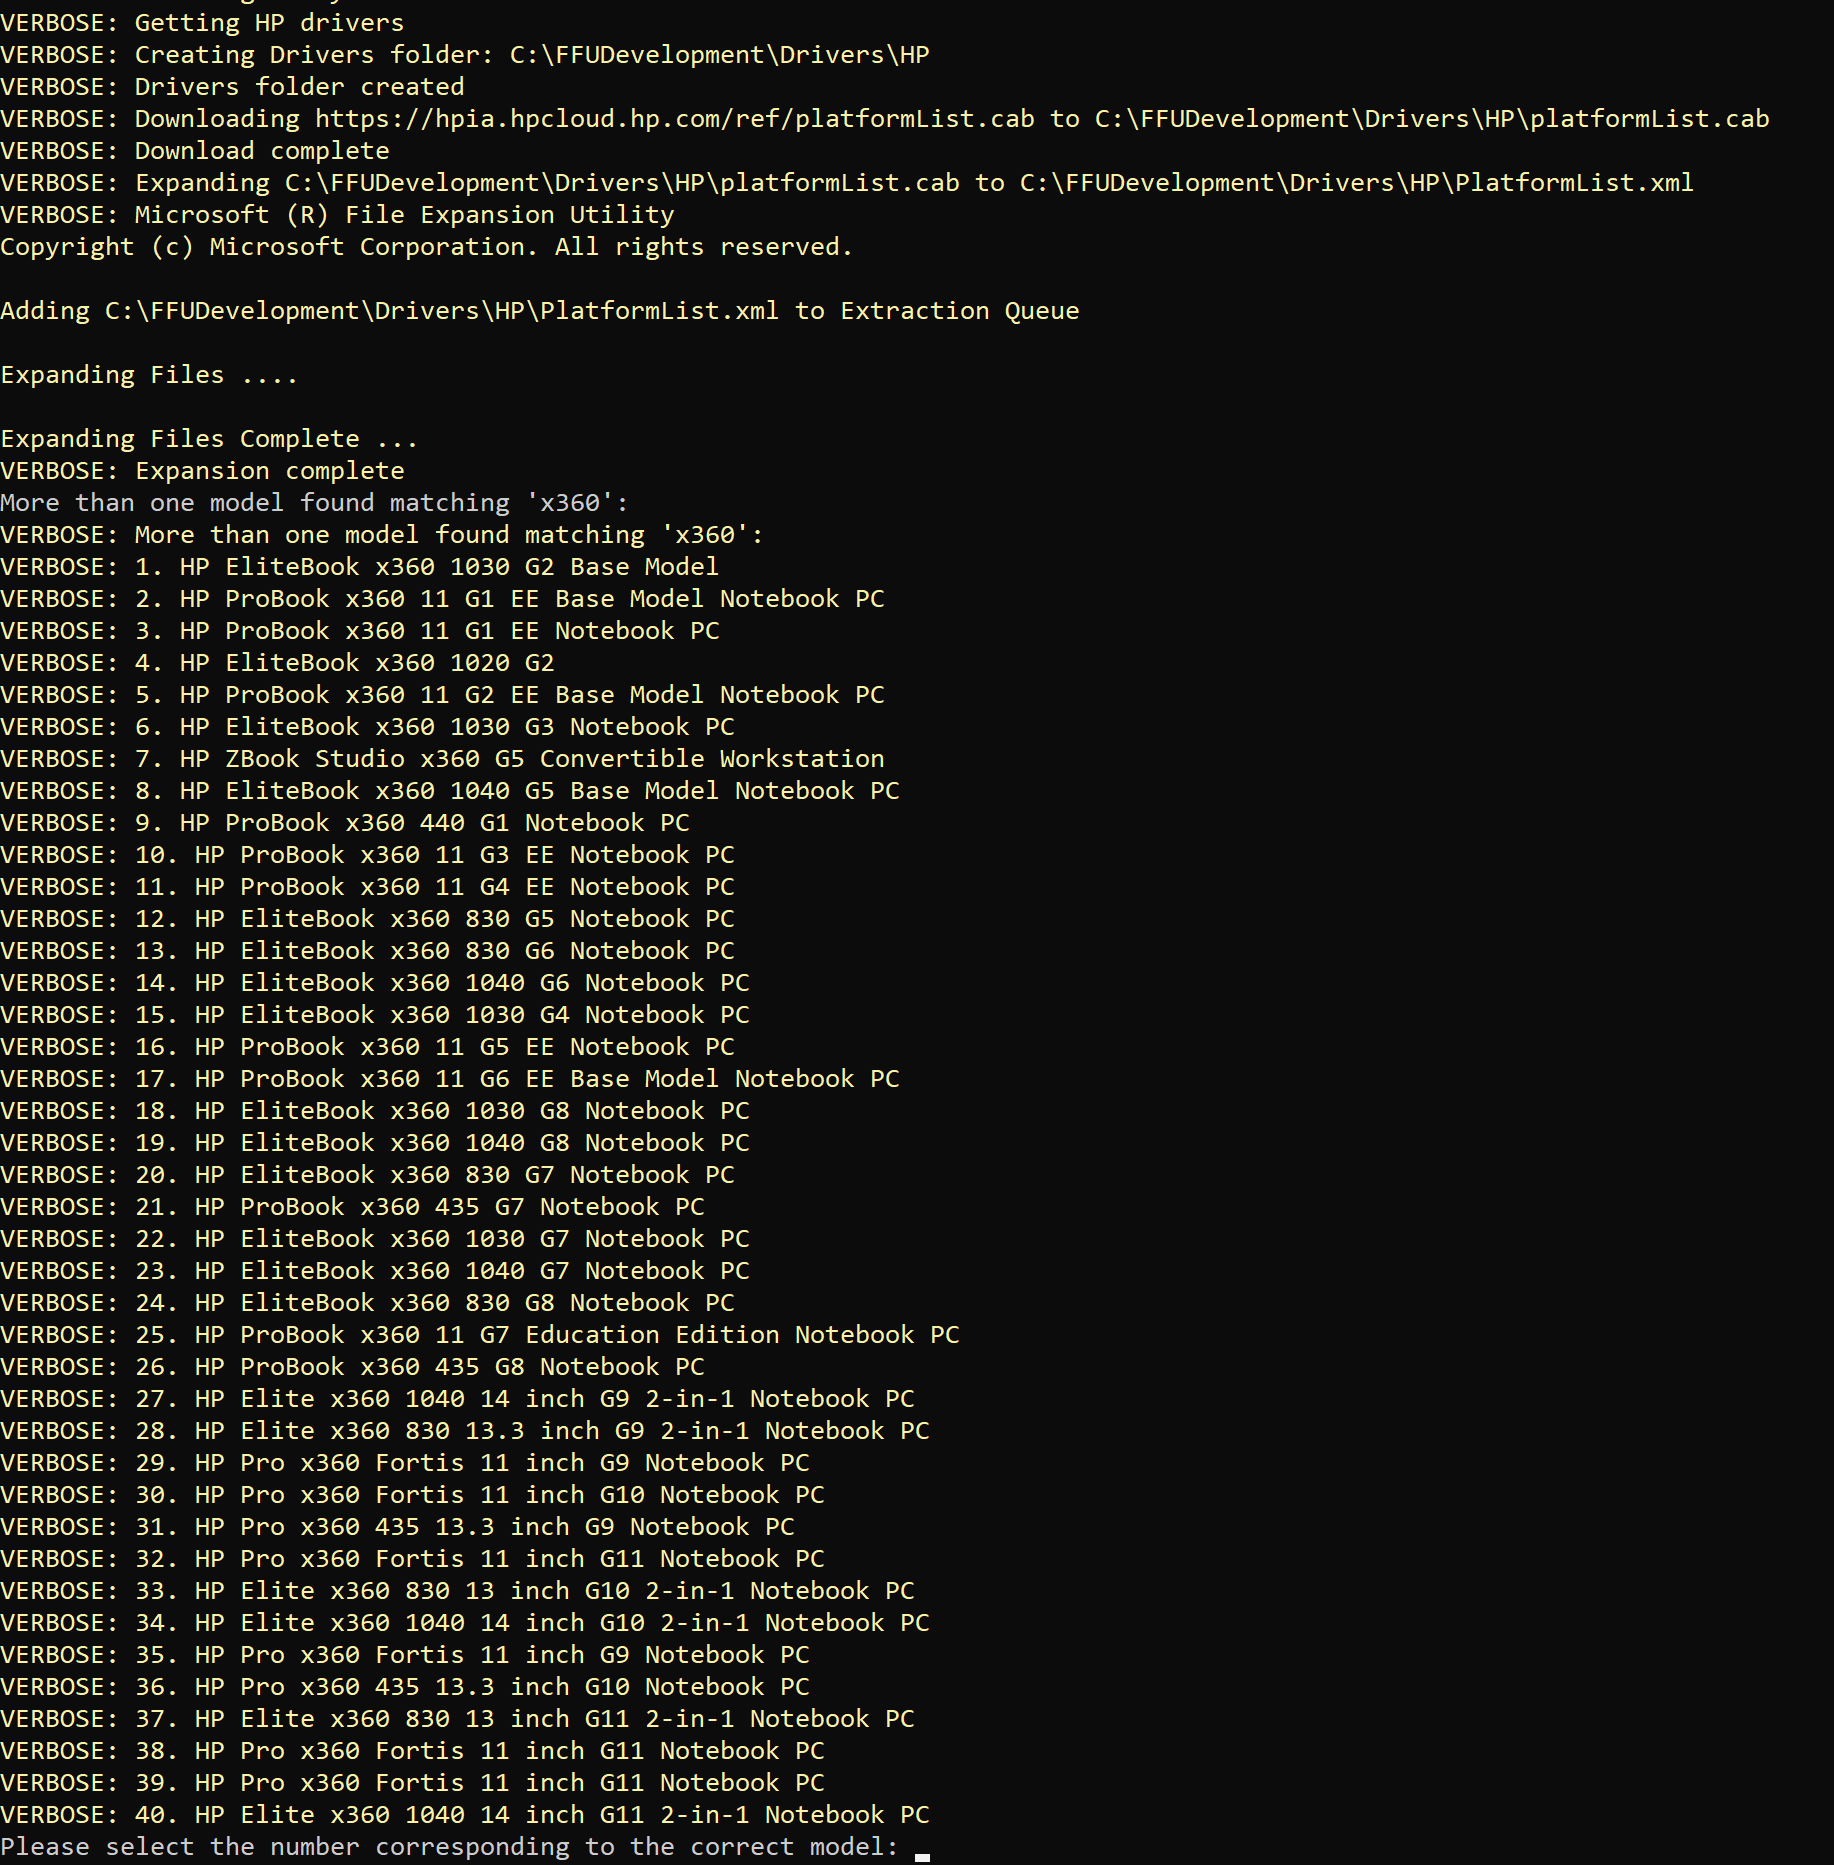 VERBOSE: Getting HP drivers
VERBOSE: Creating Drivers folder: C:\FFUDevelopment\Drivers\HP
VERBOSE: Drivers folder created
VERBOSE: Downloading https://hpia.hpcloud.hp.com/ref/platformList.cab to C:\FFUDevelopment\Drivers\HP\platformList.cab
VERBOSE: Download complete
VERBOSE: Expanding C:\FFUDevelopment\Drivers\HP\platformList.cab to C:\FFUDevelopment\Drivers\HP\PlatformList.xml
VERBOSE: Microsoft (R) File Expansion Utility
Copyright (c) Microsoft Corporation. All rights reserved.
Adding C:\FFUDevelopment\Drivers\HP\PlatformList.xml to Extraction Queue
Expanding Files ....
Expanding Files Complete ...
VERBOSE: Expansion complete
More than one model found matching 'x360':
VERBOSE: More than one model found matching 'x360':
VERBOSE: 1. HP EliteBook x360 1030 G2 Base Model
VERBOSE: 2. HP ProBook x360 11 G1 EE Base Model Notebook PC
VERBOSE: 3. HP ProBook x360 11 G1 EE Notebook PC
VERBOSE: 4. HP EliteBook x360 1020 G2
VERBOSE: 5. HP ProBook x360 11 G2 EE Base Model Notebook PC
VERBOSE: 6. HP EliteBook x360 1030 G3 Notebook PC
VERBOSE: 7. HP ZBook Studio x360 G5 Convertible Workstation
VERBOSE: 8. HP EliteBook x360 1040 G5 Base Model Notebook PC
VERBOSE: 9. HP ProBook x360 440 G1 Notebook PC
VERBOSE: 10. HP ProBook x360 11 G3 EE Notebook PC
VERBOSE: 11. HP ProBook x360 11 G4 EE Notebook PC
VERBOSE: 12. HP EliteBook x360 830 G5 Notebook PC
VERBOSE: 13. HP EliteBook x360 830 G6 Notebook PC
VERBOSE: 14. HP EliteBook x360 1040 G6 Notebook PC
VERBOSE: 15. HP EliteBook x360 1030 G4 Notebook PC
VERBOSE: 16. HP ProBook x360 11 G5 EE Notebook PC
VERBOSE: 17. HP ProBook x360 11 G6 EE Base Model Notebook PC
VERBOSE: 18. HP EliteBook x360 1030 G8 Notebook PC
VERBOSE: 19. HP EliteBook x360 1040 G8 Notebook PC
VERBOSE: 20. HP EliteBook x360 830 G7 Notebook PC
VERBOSE: 21. HP ProBook x360 435 G7 Notebook PC
VERBOSE: 22. HP EliteBook x360 1030 G7 Notebook PC
VERBOSE: 23. HP EliteBook x360 1040 G7 Notebook PC
VERBOSE: 24. HP EliteBook x360 830 G8 Notebook PC
VERBOSE: 25. HP ProBook x360 11 G7 Education Edition Notebook PC
VERBOSE: 26. HP ProBook x360 435 G8 Notebook PC
VERBOSE: 27. HP Elite x360 1040 14 inch G9 2-in-1 Notebook PC
VERBOSE: 28. HP Elite x360 830 13.3 inch G9 2-in-1 Notebook PC
VERBOSE: 29. HP Pro x360 Fortis 11 inch G9 Notebook PC
VERBOSE: 30. HP Pro x360 Fortis 11 inch G10 Notebook PC
VERBOSE: 31. HP Pro x360 435 13.3 inch G9 Notebook PC
VERBOSE: 32. HP Pro x360 Fortis 11 inch G11 Notebook PC
VERBOSE: 33. HP Elite x360 830 13 inch G10 2-in-1 Notebook PC
VERBOSE: 34. HP Elite x360 1040 14 inch G10 2-in-1 Notebook PC
VERBOSE: 35. HP Pro x360 Fortis 11 inch G9 Notebook PC
VERBOSE: 36. HP Pro x360 435 13.3 inch G10 Notebook PC
VERBOSE: 37. HP Elite x360 830 13 inch G11 2-in-1 Notebook PC
VERBOSE: 38. HP Pro x360 Fortis 11 inch G11 Notebook PC
VERBOSE: 39. HP Pro x360 Fortis 11 inch G11 Notebook PC
VERBOSE: 40. HP Elite x360 1040 14 inch G11 2-in-1 Notebook PC
Please select the number corresponding to the correct model: